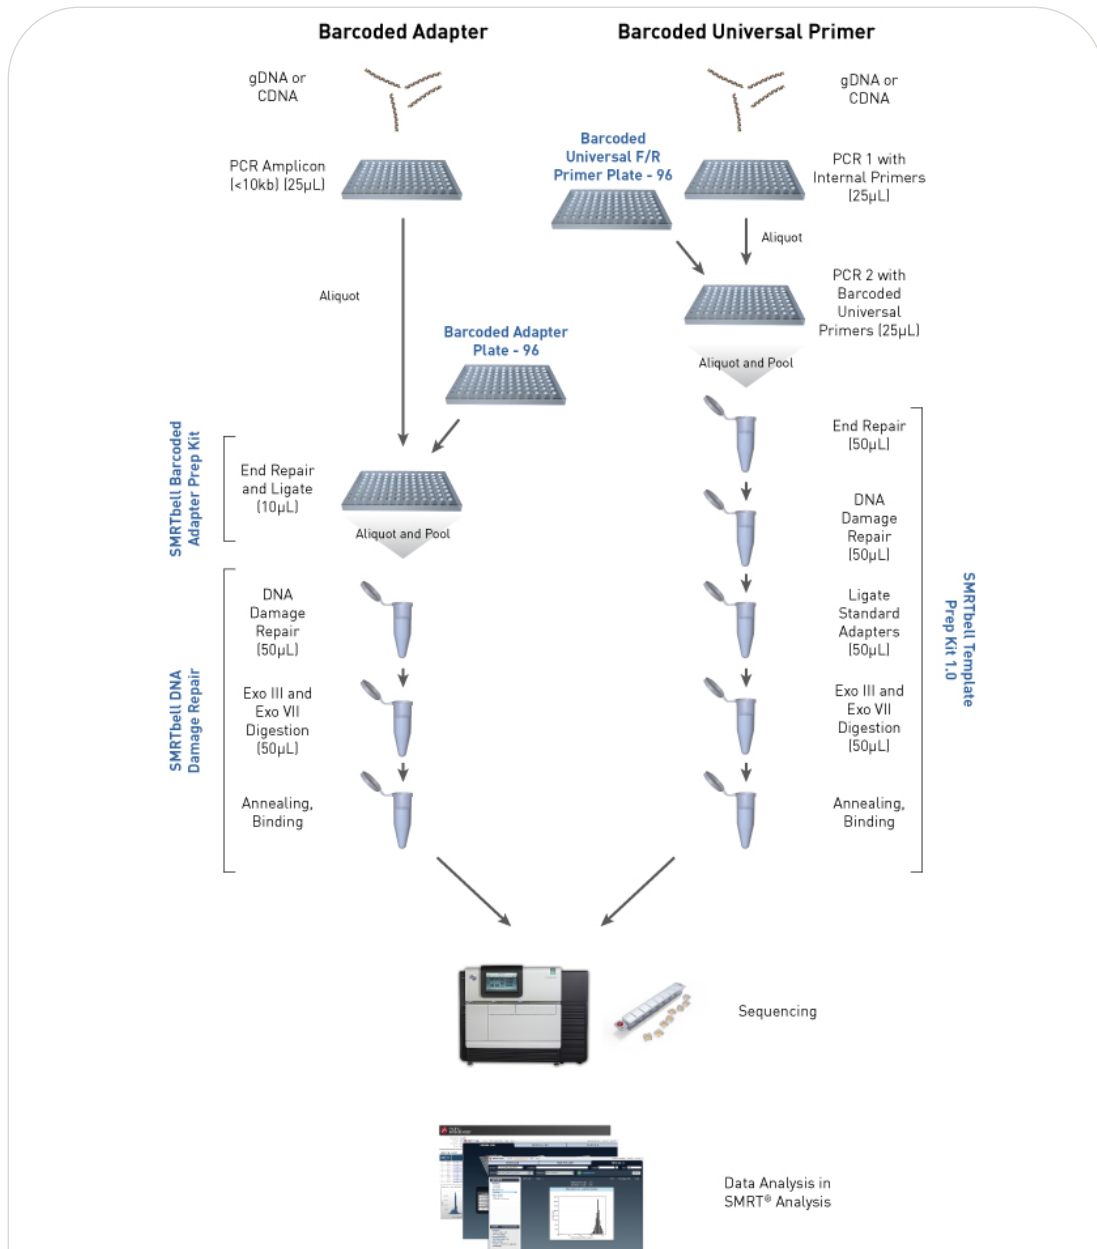 Barcoded Adapter
gDNA or
CDNA
PCR Amplicon
(<10kb) (25µL)
Aliquot
Barcoded Adapter
Plate - 96
SMRTbell Barcoded
Adapter Prep Kit
End Repair
and Ligate
(10µL)
Aliquot and Pool
SMRTbell DNA
Damage Repair
DNA
Damage
Repair
(50µL)
Exo III and
Exo VII
Digestion
(50µL)
Annealing,
Binding
Barcoded Universal Primer
gDNA or
CDNA
Barcoded
Universal F/R
Primer Plate - 96
PCR 1 with
Internal Primers
(25µL)
Aliquot
PCR 2 with
Barcoded
Universal
Primers (25µL)
Aliquot and Pool
End Repair
(50µL)
DNA
Damage
Repair
(50µL)
Ligate
Standard
Adapters
(50µL)
Exo III and
Exo VII
Digestion
(50µL)
Annealing,
Binding
SMRTbell Template
Prep Kit 1.0
Sequencing
Data Analysis in
SMRT® Analysis